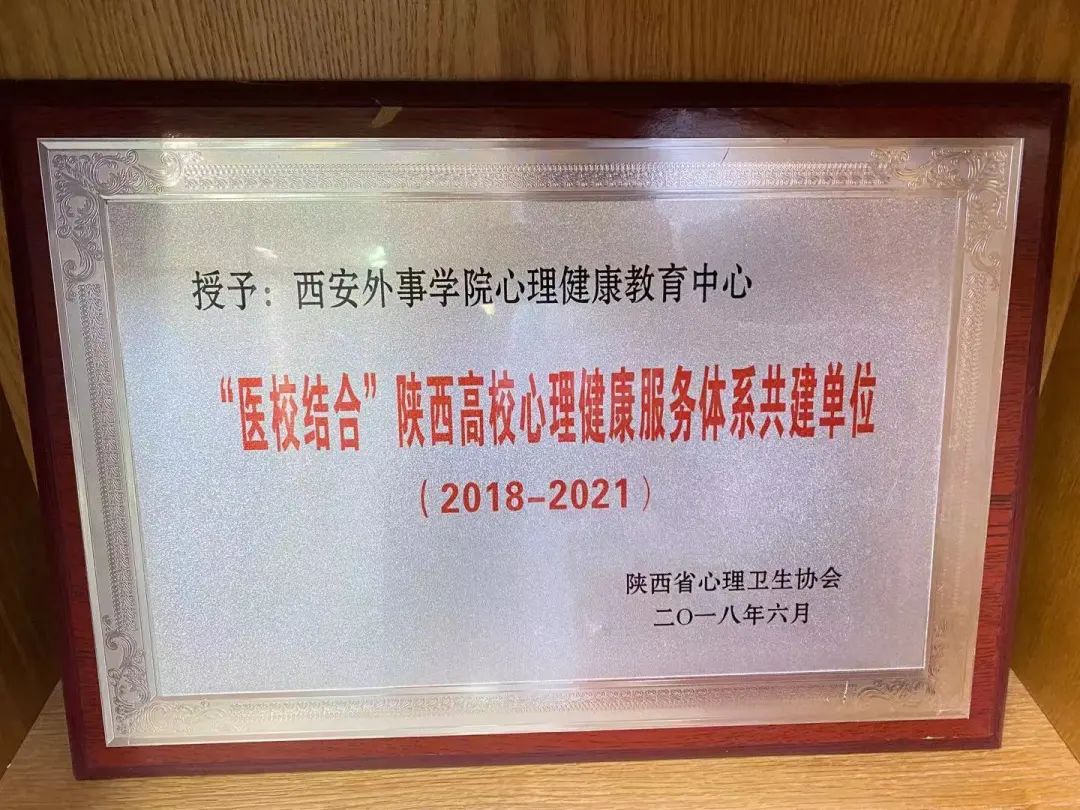 授予：西安外事学院心理健康教育中心
“医校结合”陕西高校心理健康服务体系共建单位
（2018-2021）
陕西省心理卫生协会
二〇一八年六月